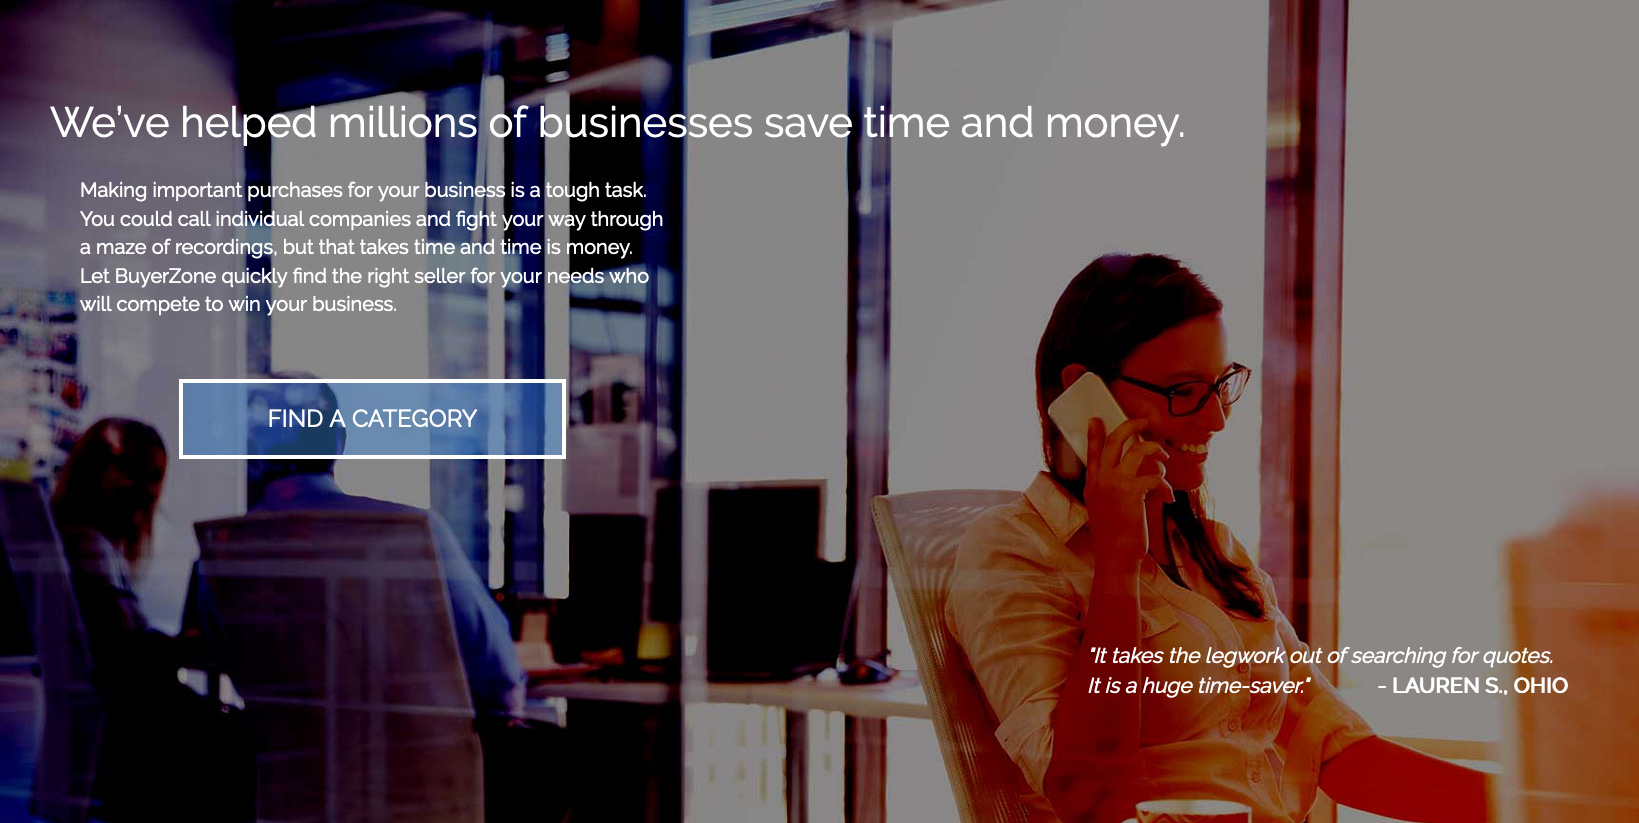 We've helped millions of businesses save time and money.
Making important purchases for your business is a tough task.
You could call individual companies and fight your way through
a maze of recordings, but that takes time and time is money.
Let BuyerZone quickly find the right seller for your needs who
will compete to win your business.
FIND A CATEGORY
"It takes the legwork out of searching for quotes.
It is a huge time-saver." - LAUREN S., OHIO